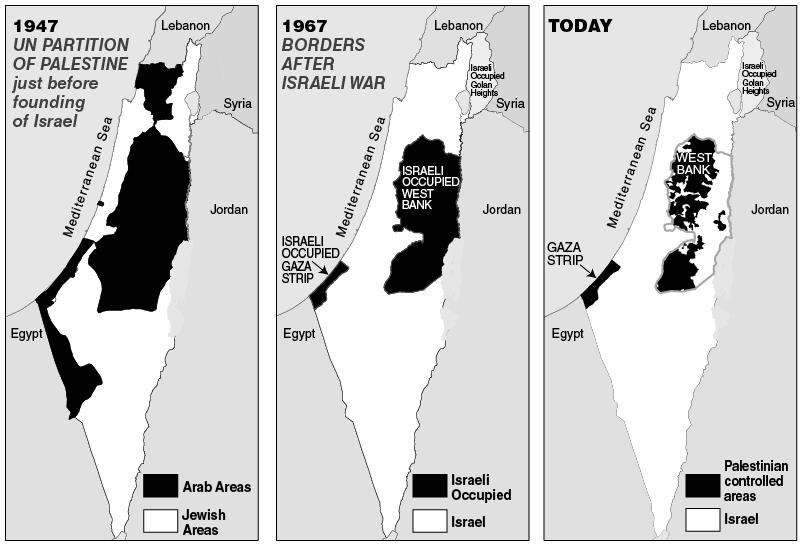 1947
UN PARTITION
OF PALESTINE
just before
founding
of Israel
Lebanon
Syria
Mediterranean Sea
Jordan
Egypt
Arab Areas
Jewish
Areas
1967
BORDERS
AFTER
ISRAELI WAR
Lebanon
Israeli
Occupied
Golan
Heights
Syria
Mediterranean Sea
ISRAELI
OCCUPIED
WEST
BANK
Jordan
ISRAELI
OCCUPIED
GAZA
STRIP
Egypt
Israeli
Occupied
Israel
TODAY
Lebanon
Israeli
Occupied
Golan
Heights
Syria
Mediterranean Sea
WEST
BANK
Jordan
GAZA
STRIP
Egypt
Palestinian
controlled
areas
Israel